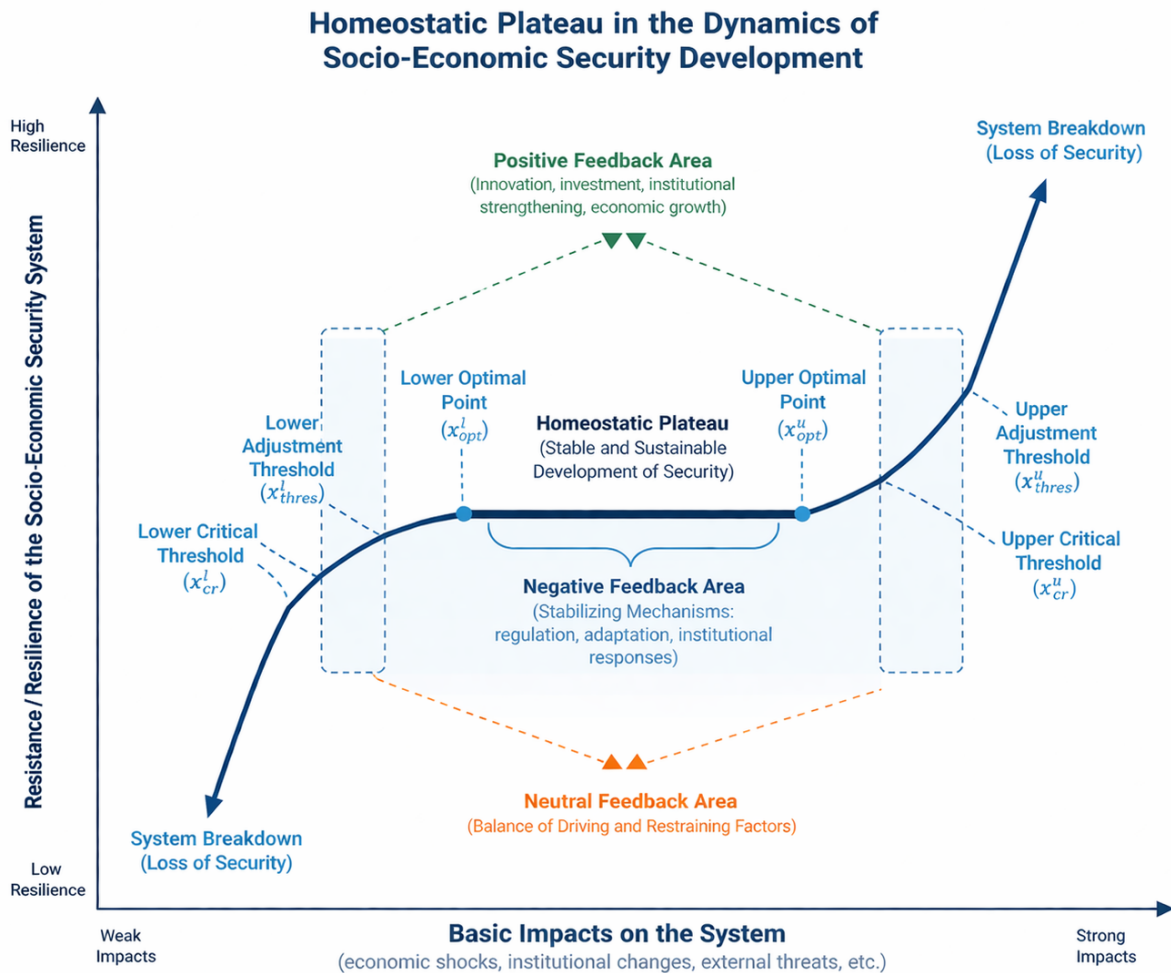 Homeostatic Plateau in the Dynamics of
Socio-Economic Security Development
High
Resilience
System Breakdown
(Loss of Security)
Positive Feedback Area
(Innovation, investment, institutional
strengthening, economic growth)
Resistance / Resilience of the Socio-Economic Security System
Lower Optimal
Point
(x^l_opt)
Upper Optimal
Point
(x^u_opt)
Homeostatic Plateau
(Stable and Sustainable
Development of Security)
Lower
Adjustment
Threshold
(x^l_thres)
Upper
Adjustment
Threshold
(x^u_thres)
Lower Critical
Threshold
(x^l_cr)
Upper Critical
Threshold
(x^u_cr)
Negative Feedback Area
(Stabilizing Mechanisms:
regulation, adaptation, institutional
responses)
Neutral Feedback Area
(Balance of Driving and Restraining Factors)
System Breakdown
(Loss of Security)
Low
Resilience
Weak
Impacts
Basic Impacts on the System
(economic shocks, institutional changes, external threats, etc.)
Strong
Impacts